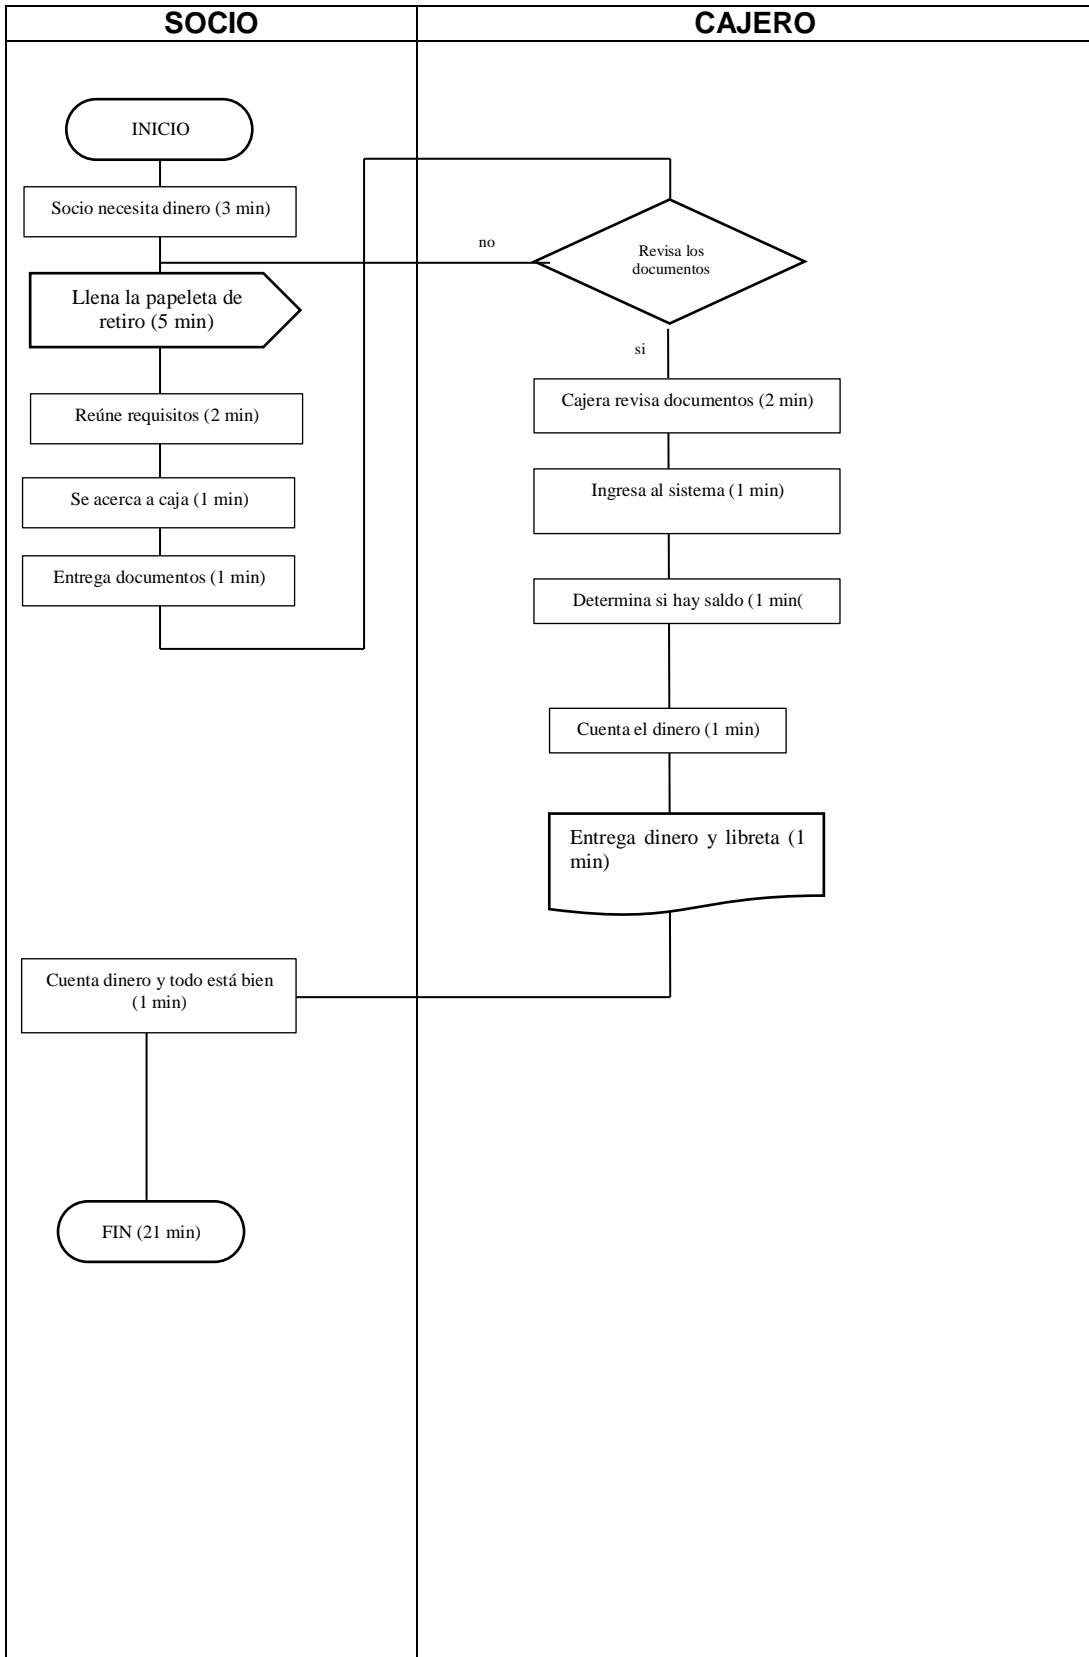 SOCIO
CAJERO
INICIO
Socio necesita dinero (3 min)
Llena la papeleta de
retiro (5 min)
Reúne requisitos (2 min)
Se acerca a caja (1 min)
Entrega documentos (1 min)
no
Revisa los
documentos
si
Cajera revisa documentos (2 min)
Ingresa al sistema (1 min)
Determina si hay saldo (1 min(
Cuenta el dinero (1 min)
Entrega dinero y libreta (1
min)
Cuenta dinero y todo está bien
(1 min)
FIN (21 min)